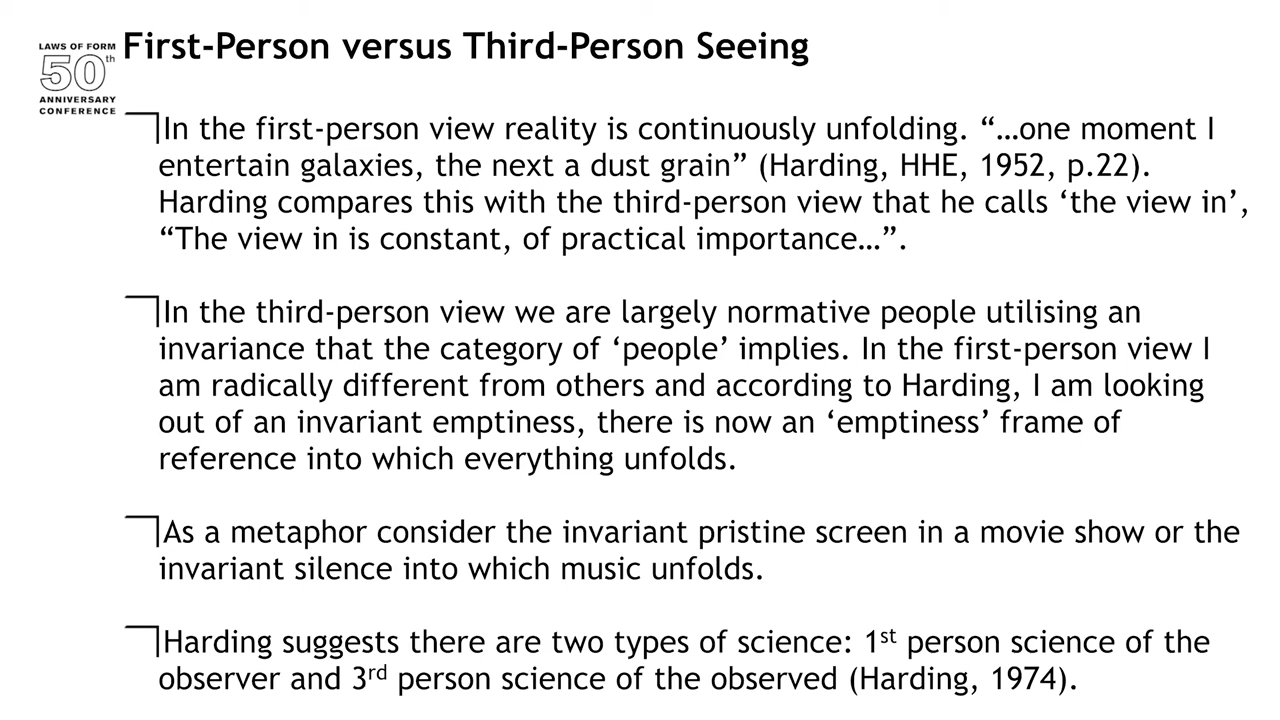 First-Person versus Third-Person Seeing
LAWS OF FORM
50th
ANNIVERSARY
CONFERENCE
In the first-person view reality is continuously unfolding. “…one moment I
entertain galaxies, the next a dust grain” (Harding, HHE, 1952, p.22).
Harding compares this with the third-person view that he calls ‘the view in’,
“The view in is constant, of practical importance…”.
In the third-person view we are largely normative people utilising an
invariance that the category of ‘people’ implies. In the first-person view I
am radically different from others and according to Harding, I am looking
out of an invariant emptiness, there is now an ‘emptiness’ frame of
reference into which everything unfolds.
As a metaphor consider the invariant pristine screen in a movie show or the
invariant silence into which music unfolds.
Harding suggests there are two types of science: 1st person science of the
observer and 3rd person science of the observed (Harding, 1974).